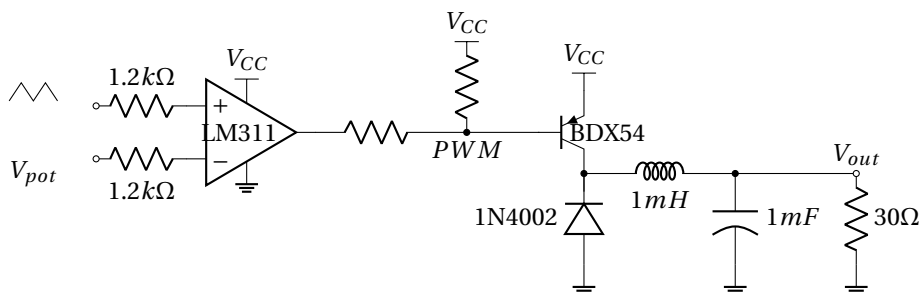 V_CC
V_CC
V_CC
1.2kΩ
+
LM311
BDX54
−
PWM
V_out
V_pot
1.2kΩ
1N4002
1mH
1mF
30Ω